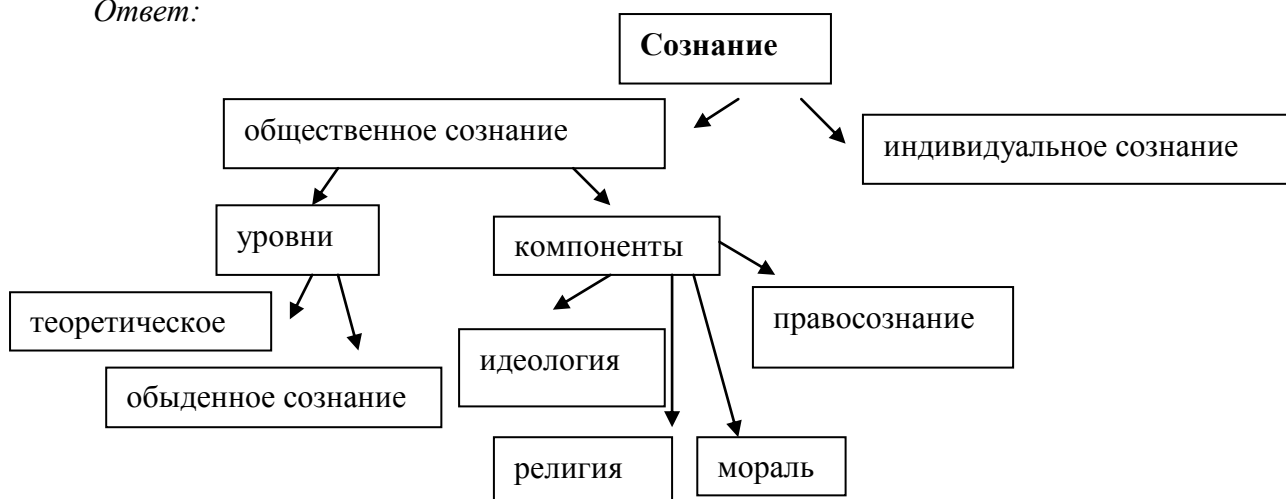 Ответ:
Сознание
общественное сознание
индивидуальное сознание
уровни
компоненты
теоретическое
правосознание
идеология
обыденное сознание
религия
мораль